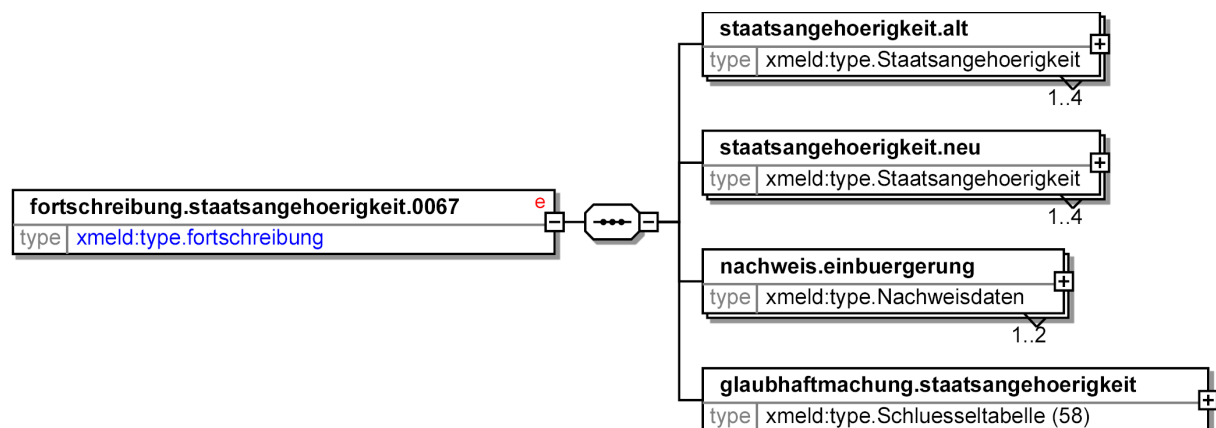 staatsangehoerigkeit.alt
type xmeld:type.Staatsangehoerigkeit
1..4
staatsangehoerigkeit.neu
type xmeld:type.Staatsangehoerigkeit
1..4
fortschreibung.staatsangehoerigkeit.0067 e
type xmeld:type.fortschreibung
nachweis.einbuergerung
type xmeld:type.Nachweisdaten
1..2
glaubhaftmachung.staatsangehoerigkeit
type xmeld:type.Schluesseltabelle (58)